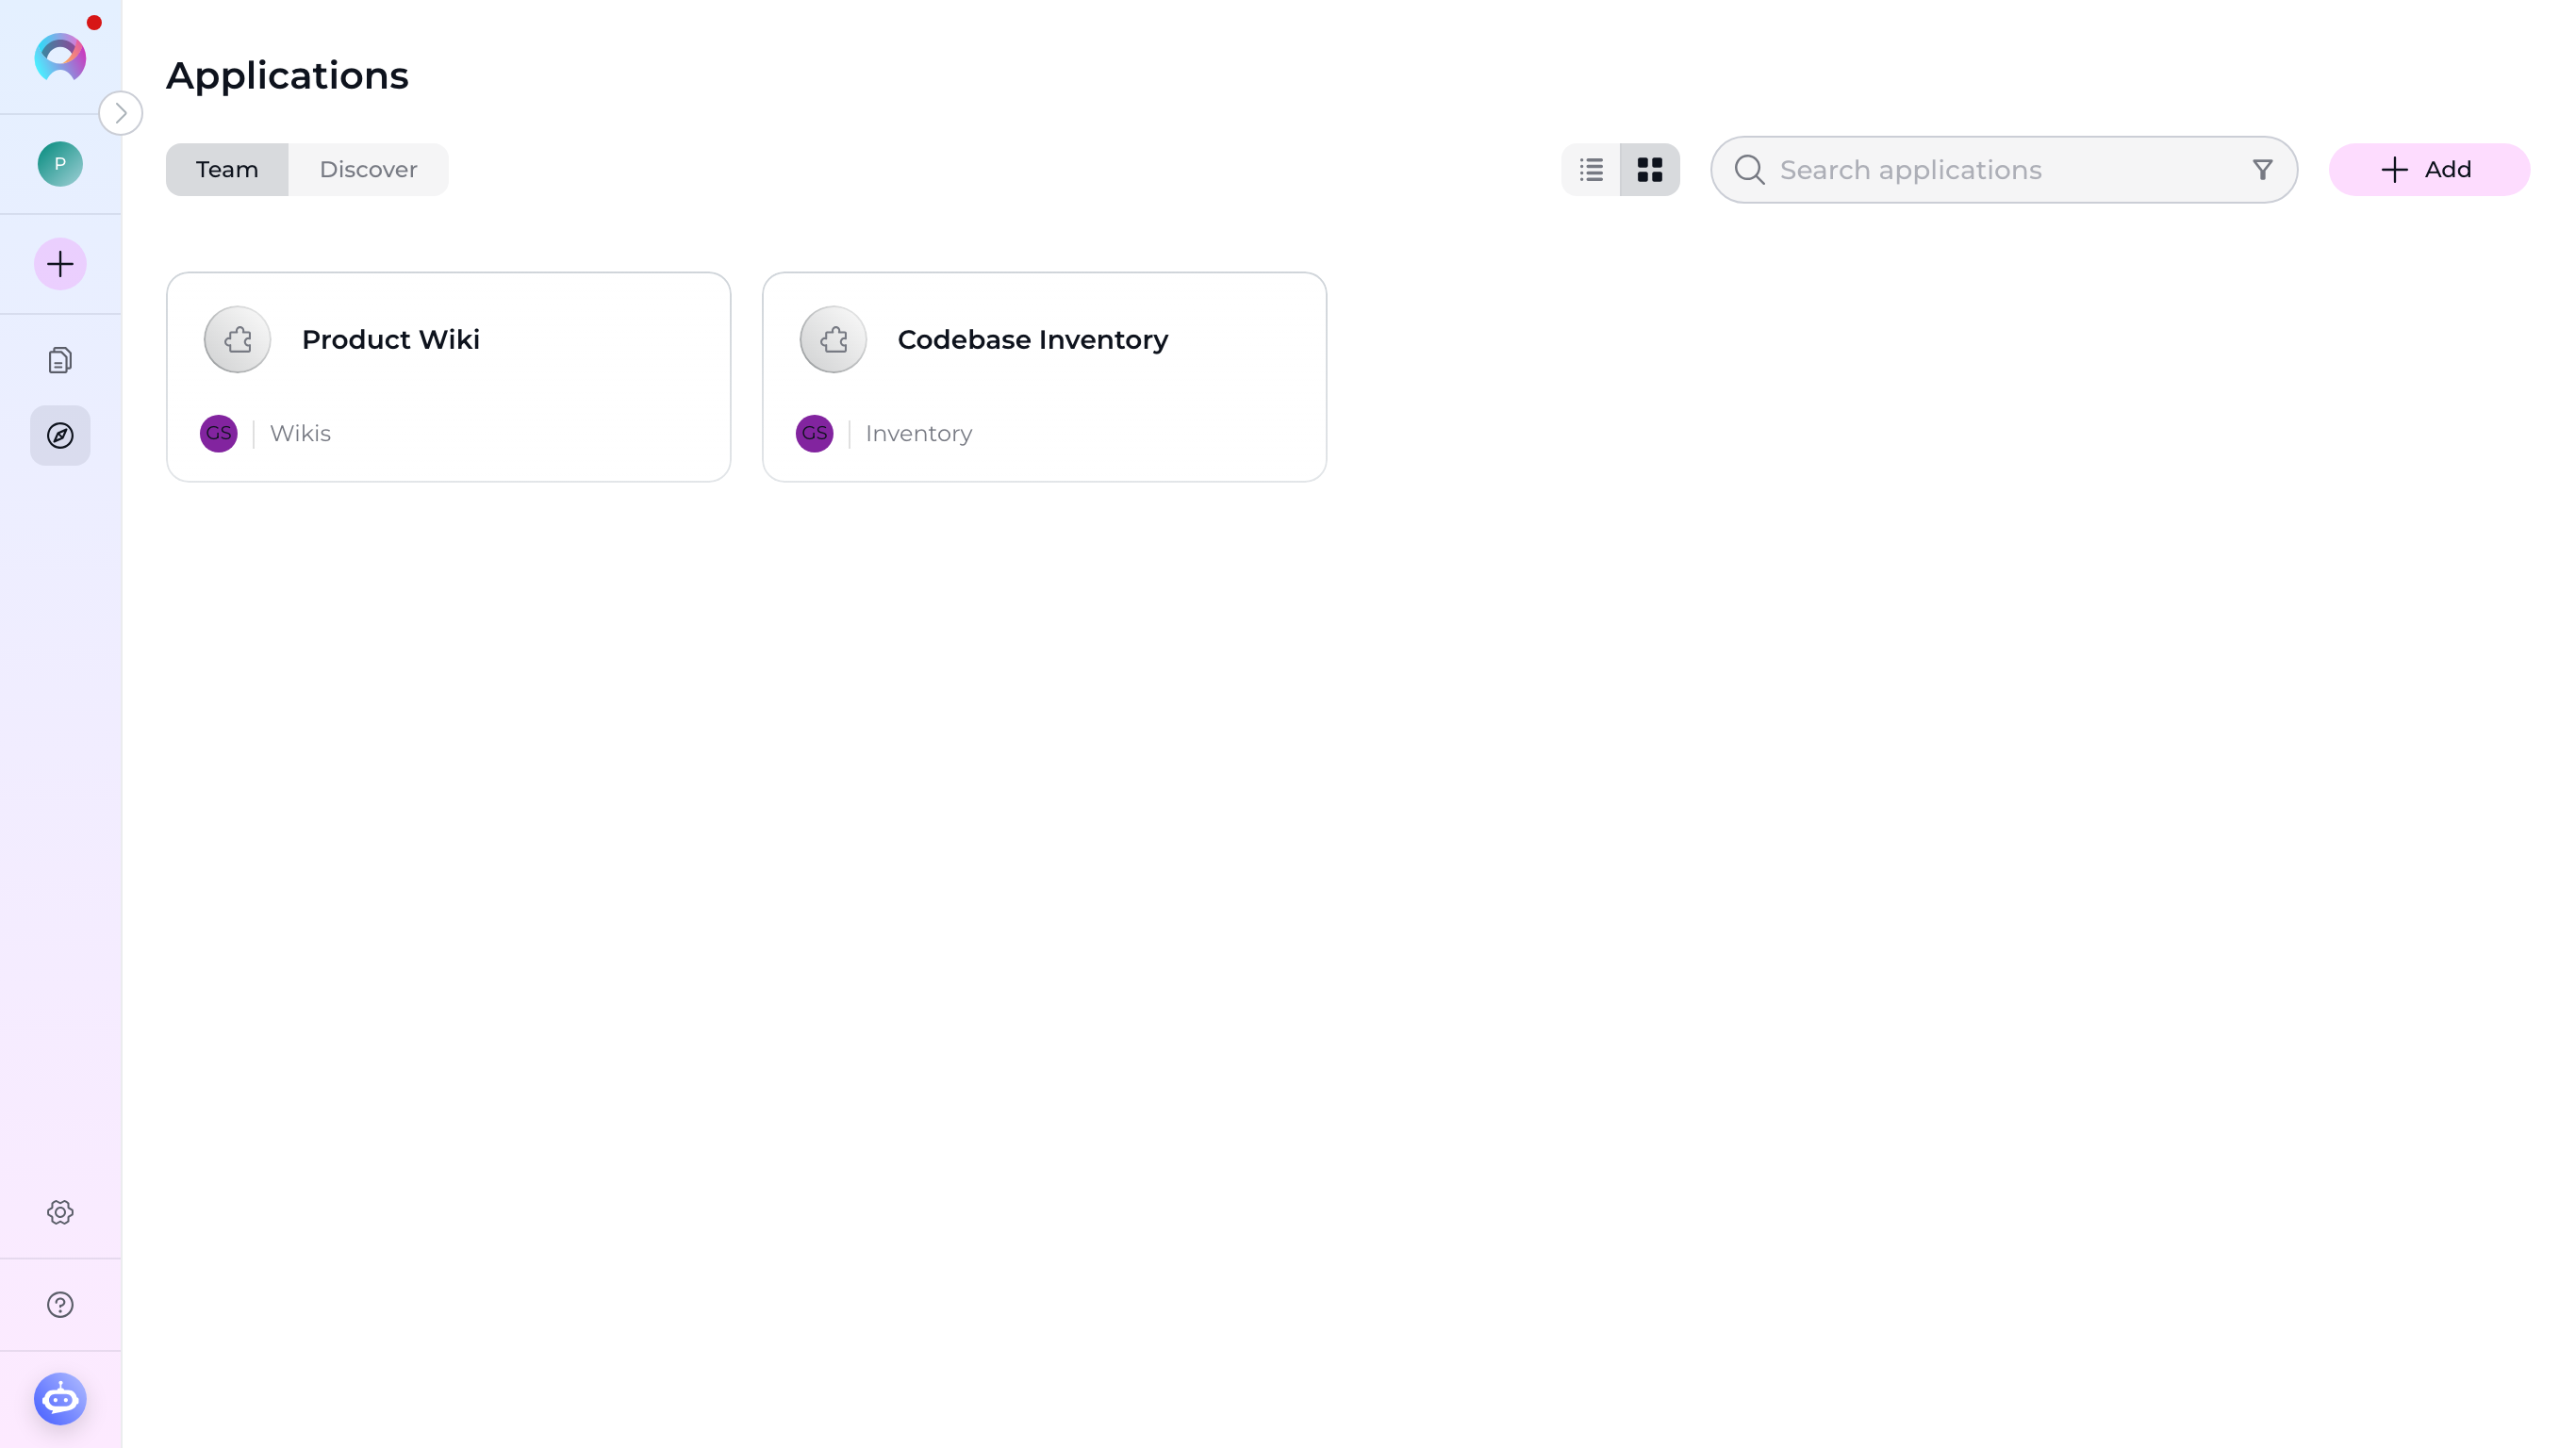 Applications
P
Team
Discover
Search applications
Add
Product Wiki
GS
Wikis
Codebase Inventory
GS
Inventory